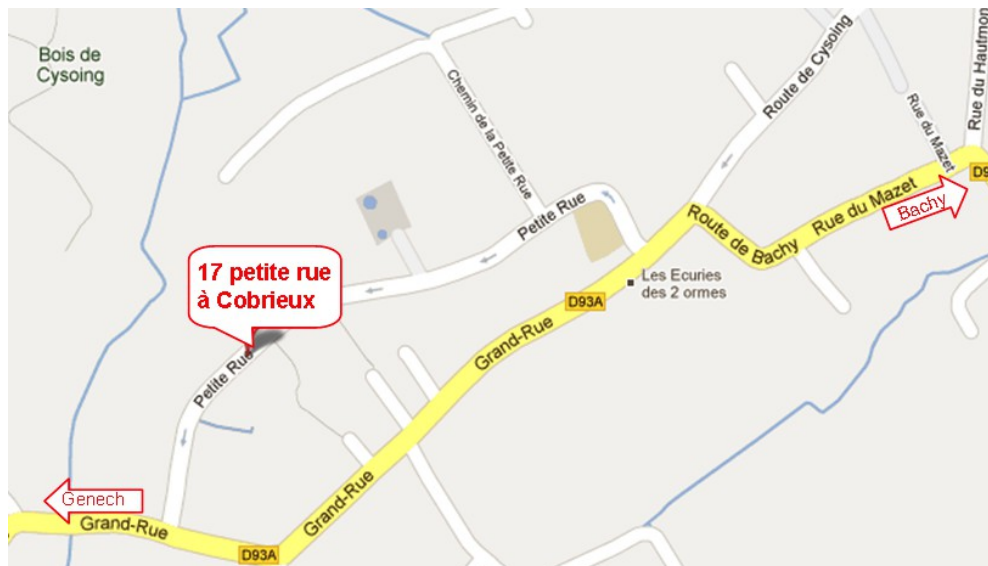 Bois de
Cysoing
Chemin de la Petite Rue
Route de Cysoing
Rue du Mazet
Rue du Hautmon
Petite Rue
Route de Bachy
Rue du Mazet
D9
Bachy
17 petite rue
à Cobrieux
Les Ecuries
des 2 ormes
D93A
Grand-Rue
Petite Rue
Grand-Rue
Genech
Grand-Rue
D93A